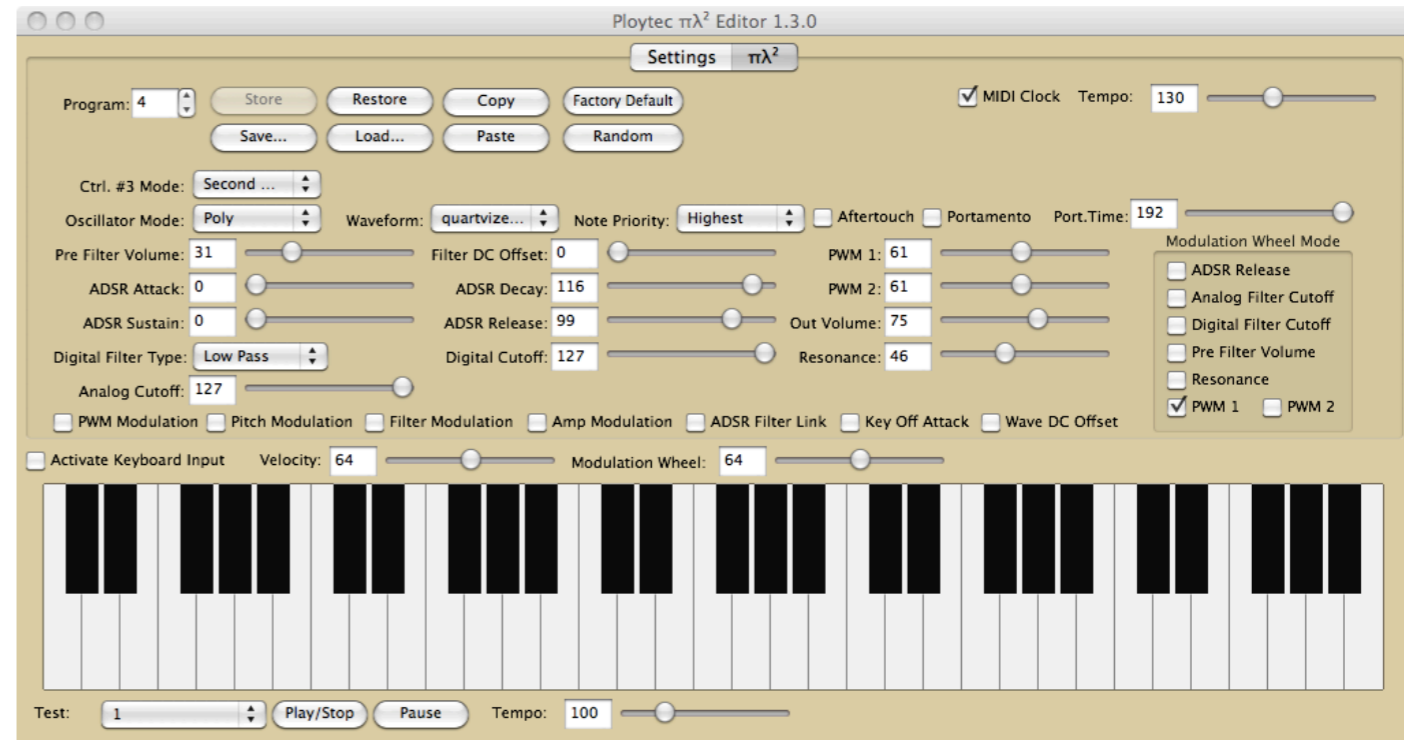 Ploytec πλ² Editor 1.3.0
Settings πλ²
Program: 4 Store Restore Copy Factory Default MIDI Clock Tempo: 130
Save... Load... Paste Random
Ctrl. #3 Mode: Second ...
Oscillator Mode: Poly Waveform: quartvize... Note Priority: Highest Aftertouch Portamento Port.Time: 192
Pre Filter Volume: 31 Filter DC Offset: 0 PWM 1: 61
ADSR Attack: 0 ADSR Decay: 116 PWM 2: 61
ADSR Sustain: 0 ADSR Release: 99 Out Volume: 75
Digital Filter Type: Low Pass Digital Cutoff: 127 Resonance: 46
Analog Cutoff: 127
Modulation Wheel Mode
ADSR Release
Analog Filter Cutoff
Digital Filter Cutoff
Pre Filter Volume
Resonance
PWM 1 PWM 2
PWM Modulation Pitch Modulation Filter Modulation Amp Modulation ADSR Filter Link Key Off Attack Wave DC Offset
Activate Keyboard Input Velocity: 64 Modulation Wheel: 64
Test: 1 Play/Stop Pause Tempo: 100